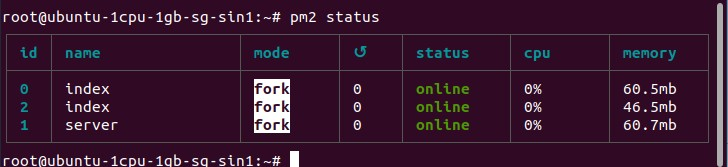 root@ubuntu-1cpu-1gb-sg-sin1:~# pm2 status
id name mode ↺ status cpu memory
0 index fork 0 online 0% 60.5mb
2 index fork 0 online 0% 46.5mb
1 server fork 0 online 0% 60.7mb
root@ubuntu-1cpu-1gb-sg-sin1:~#